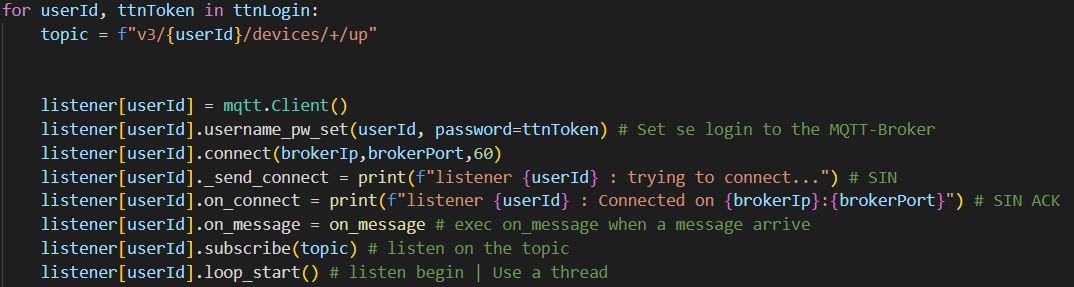 for userId, ttnToken in ttnLogin:
    topic = f"v3/{userId}/devices/+/up"
    listener[userId] = mqtt.Client()
    listener[userId].username_pw_set(userId, password=ttnToken) # Set se login to the MQTT-Broker
    listener[userId].connect(brokerIp,brokerPort,60)
    listener[userId]._send_connect = print(f"listener {userId} : trying to connect...") # SIN
    listener[userId].on_connect = print(f"listener {userId} : Connected on {brokerIp}:{brokerPort}") # SIN ACK
    listener[userId].on_message = on_message # exec on_message when a message arrive
    listener[userId].subscribe(topic) # listen on the topic
    listener[userId].loop_start() # listen begin | Use a thread